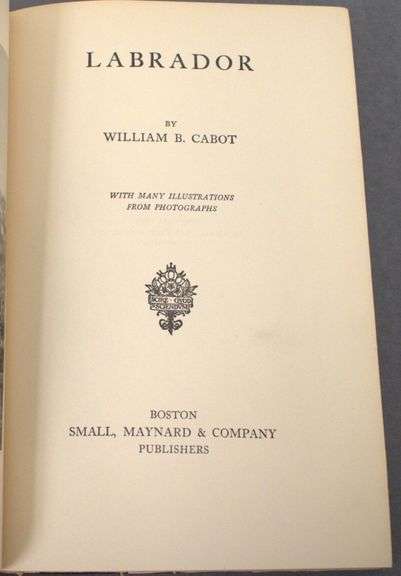 LABRADOR
BY
WILLIAM B. CABOT
WITH MANY ILLUSTRATIONS
FROM PHOTOGRAPHS
BOSTON
SMALL, MAYNARD & COMPANY
PUBLISHERS